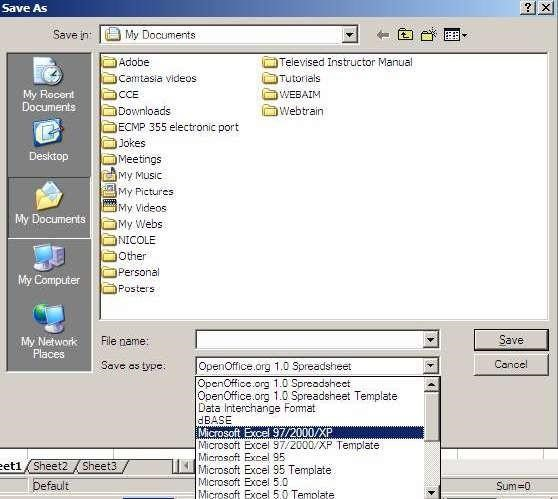 Save As
Save in:
My Documents
My Recent
Documents
Desktop
My Documents
My Computer
My Network
Places
Adobe
Camtasia videos
CCE
Downloads
ECMP 355 electronic port
Jokes
Meetings
My Music
My Pictures
My Videos
My Webs
NICOLE
Other
Personal
Posters
Televised Instructor Manual
Tutorials
WEBAIM
Webtrain
File name:
Save
Save as type:
OpenOffice.org 1.0 Spreadsheet
Cancel
OpenOffice.org 1.0 Spreadsheet
OpenOffice.org 1.0 Spreadsheet Template
Data Interchange Format
dBASE
Microsoft Excel 97/2000/XP
Microsoft Excel 97/2000/XP Template
Microsoft Excel 95
Microsoft Excel 95 Template
Microsoft Excel 5.0
Microsoft Excel 5.0 Template
eet1 Sheet2 Sheet3
Default Sum=0